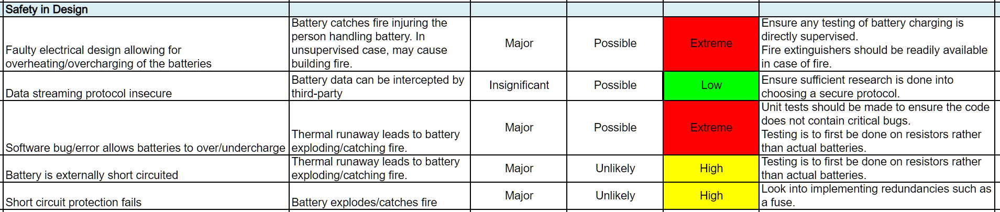 Safety in Design
Faulty electrical design allowing for
overheating/overcharging of the batteries
Battery catches fire injuring the
person handling battery. In
unsupervised case, may cause
building fire.
Major
Possible
Extreme
Ensure any testing of battery charging is
directly supervised.
Fire extinguishers should be readily available
in case of fire.
Data streaming protocol insecure
Battery data can be intercepted by
third-party
Insignificant
Possible
Low
Ensure sufficient research is done into
choosing a secure protocol.
Software bug/error allows batteries to over/undercharge
Thermal runaway leads to battery
exploding/catching fire.
Major
Possible
Extreme
Unit tests should be made to ensure the code
does not contain critical bugs.
Testing is to first be done on resistors rather
than actual batteries.
Battery is externally short circuited
Thermal runaway leads to battery
exploding/catching fire.
Major
Unlikely
High
Testing is to first be done on resistors rather
than actual batteries.
Short circuit protection fails
Battery explodes/catches fire
Major
Unlikely
High
Look into implementing redundancies such as
a fuse.